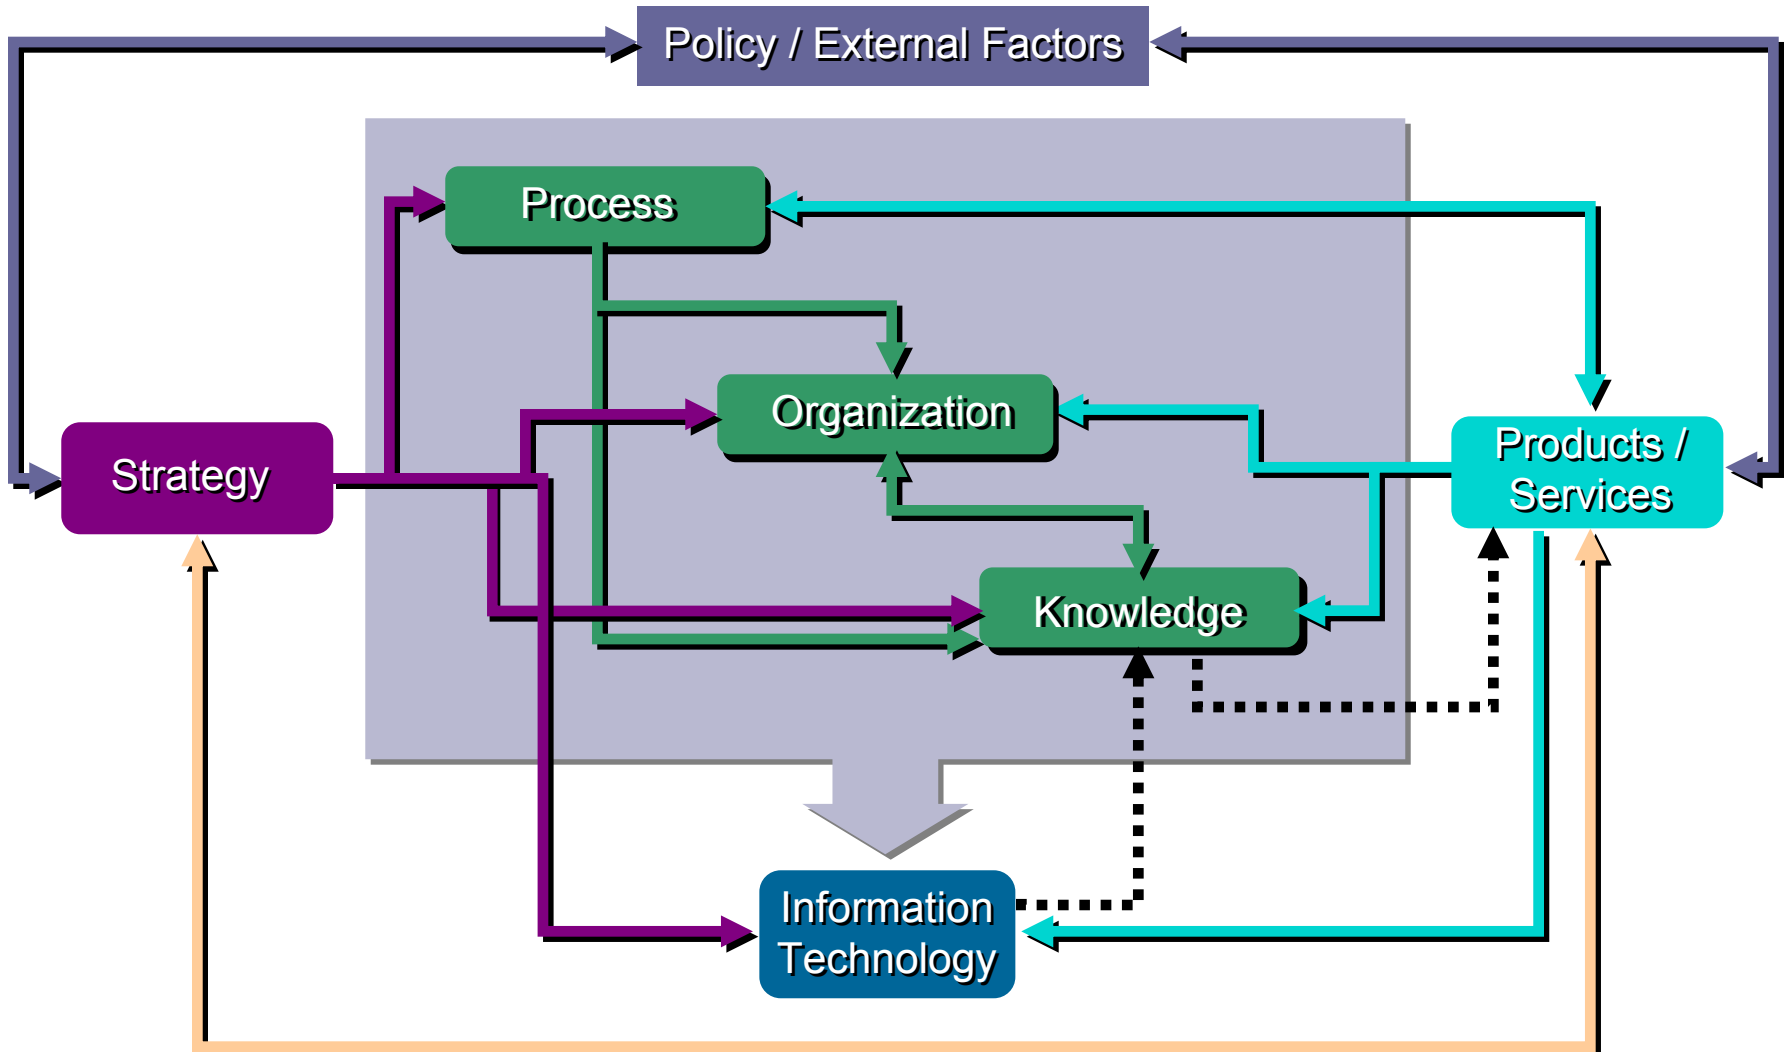 Policy / External Factors
Process
Organization
Strategy
Products /
Services
Knowledge
Information
Technology